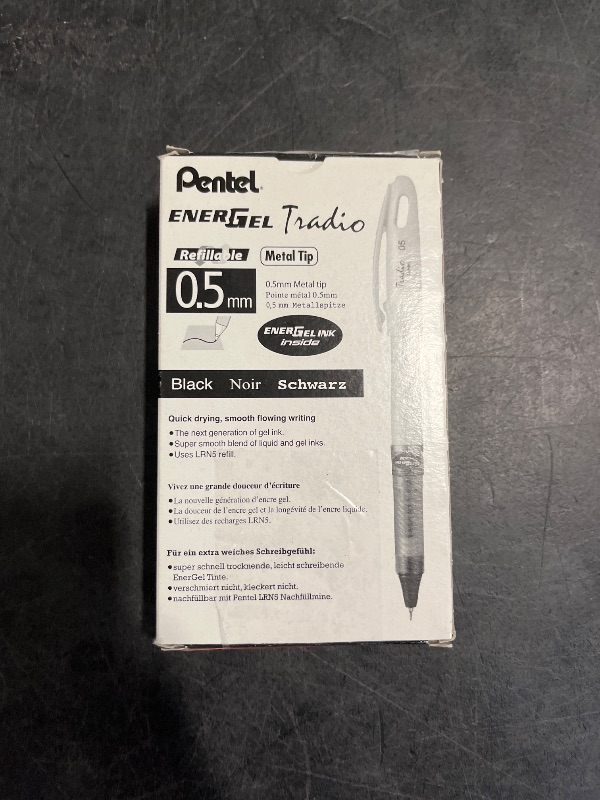 Pentel®
ENERGEL Tradio
Refillable Metal Tip
0.5mm
0.5mm Metal tip
Pointe métal 0.5mm
0,5 mm Metallspitze
ENERGEL INK
inside
Black Noir Schwarz
Quick drying, smooth flowing writing
●The next generation of gel ink.
●Super smooth blend of liquid and gel inks.
●Uses LRN5 refill.
Vivez une grande douceur d'écriture
●La nouvelle génération d'encre gel.
●La douceur de l'encre gel et la longévité de l'encre liquide.
●Utilisez des recharges LRN5.
Für ein extra weiches Schreibgefühl:
●super schnell trocknende, leicht schreibende
EnerGel Tinte.
●verschmiert nicht, kleckert nicht.
●nachfüllbar mit Pentel LRN5 Nachfüllmine.
Tradio 05